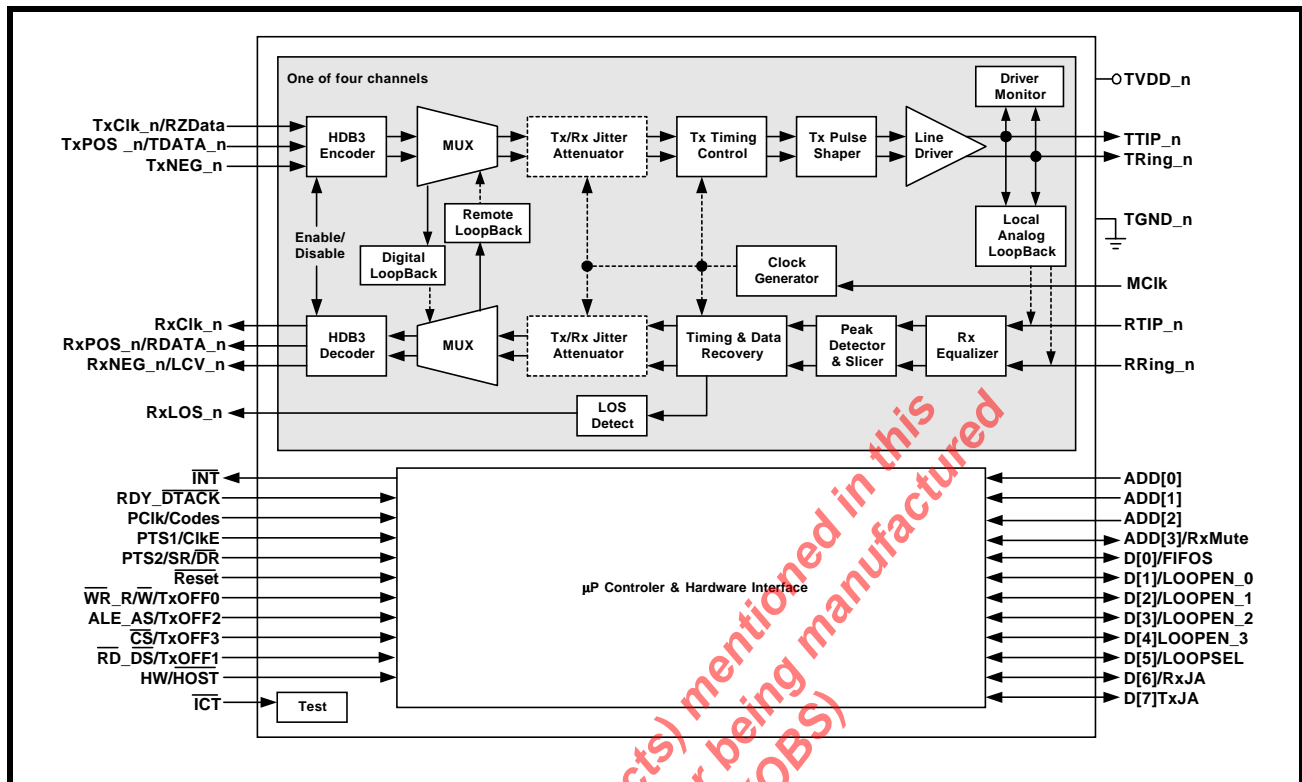 One of four channels
TxClk_n/RZData
TxPOS _n/TDATA_n
TxNEG_n
HDB3
Encoder
MUX
Tx/Rx Jitter
Attenuator
Tx Timing
Control
Tx Pulse
Shaper
Line
Driver
Driver
Monitor
TVDD_n
TTIP_n
TRing_n
Enable/
Disable
Digital
LoopBack
Remote
LoopBack
Clock
Generator
Local
Analog
LoopBack
TGND_n
MClk
RxClk_n
RxPOS_n/RDATA_n
RxNEG_n/LCV_n
HDB3
Decoder
MUX
Tx/Rx Jitter
Attenuator
Timing & Data
Recovery
Peak
Detector
& Slicer
Rx
Equalizer
RTIP_n
RRing_n
RxLOS_n
LOS
Detect
INT
RDY_DTACK
PClk/Codes
PTS1/ClkE
PTS2/SR/DR
Reset
WR_R/W/TxOFF0
ALE_AS/TxOFF2
CS/TxOFF3
RD_DS/TxOFF1
HW/HOST
ICT
Test
µP Controler & Hardware Interface
ADD[0]
ADD[1]
ADD[2]
ADD[3]/RxMute
D[0]/FIFOS
D[1]/LOOPEN_0
D[2]/LOOPEN_1
D[3]/LOOPEN_2
D[4]LOOPEN_3
D[5]/LOOPSEL
D[6]/RxJA
D[7]TxJA
cts) mentioned in this
being manufactured
OBS)